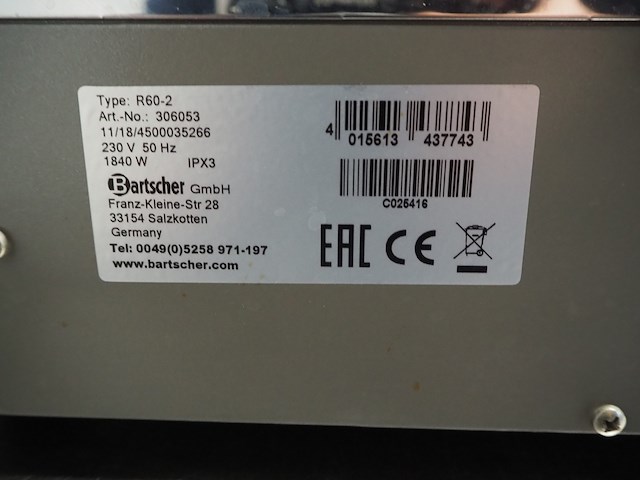 Type: R60-2
Art.-No.: 306053
11/18/4500035266
230 V 50 Hz
1840 W IPX3
Bartscher GmbH
Franz-Kleine-Str 28
33154 Salzkotten
Germany
Tel: 0049(0)5258 971-197
www.bartscher.com
4 015613 437743
C025416
EAC CE